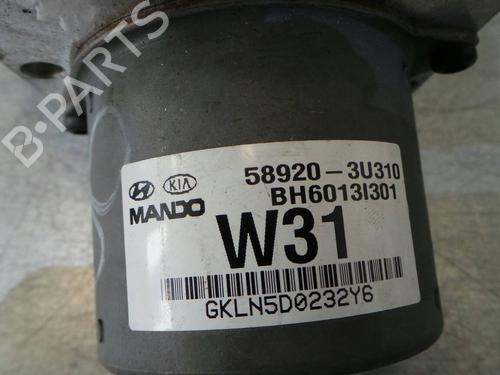 B-PARTS
58920-3U310
KIA
BH6013I301
MANDO
W31
GKLN5D0232Y6